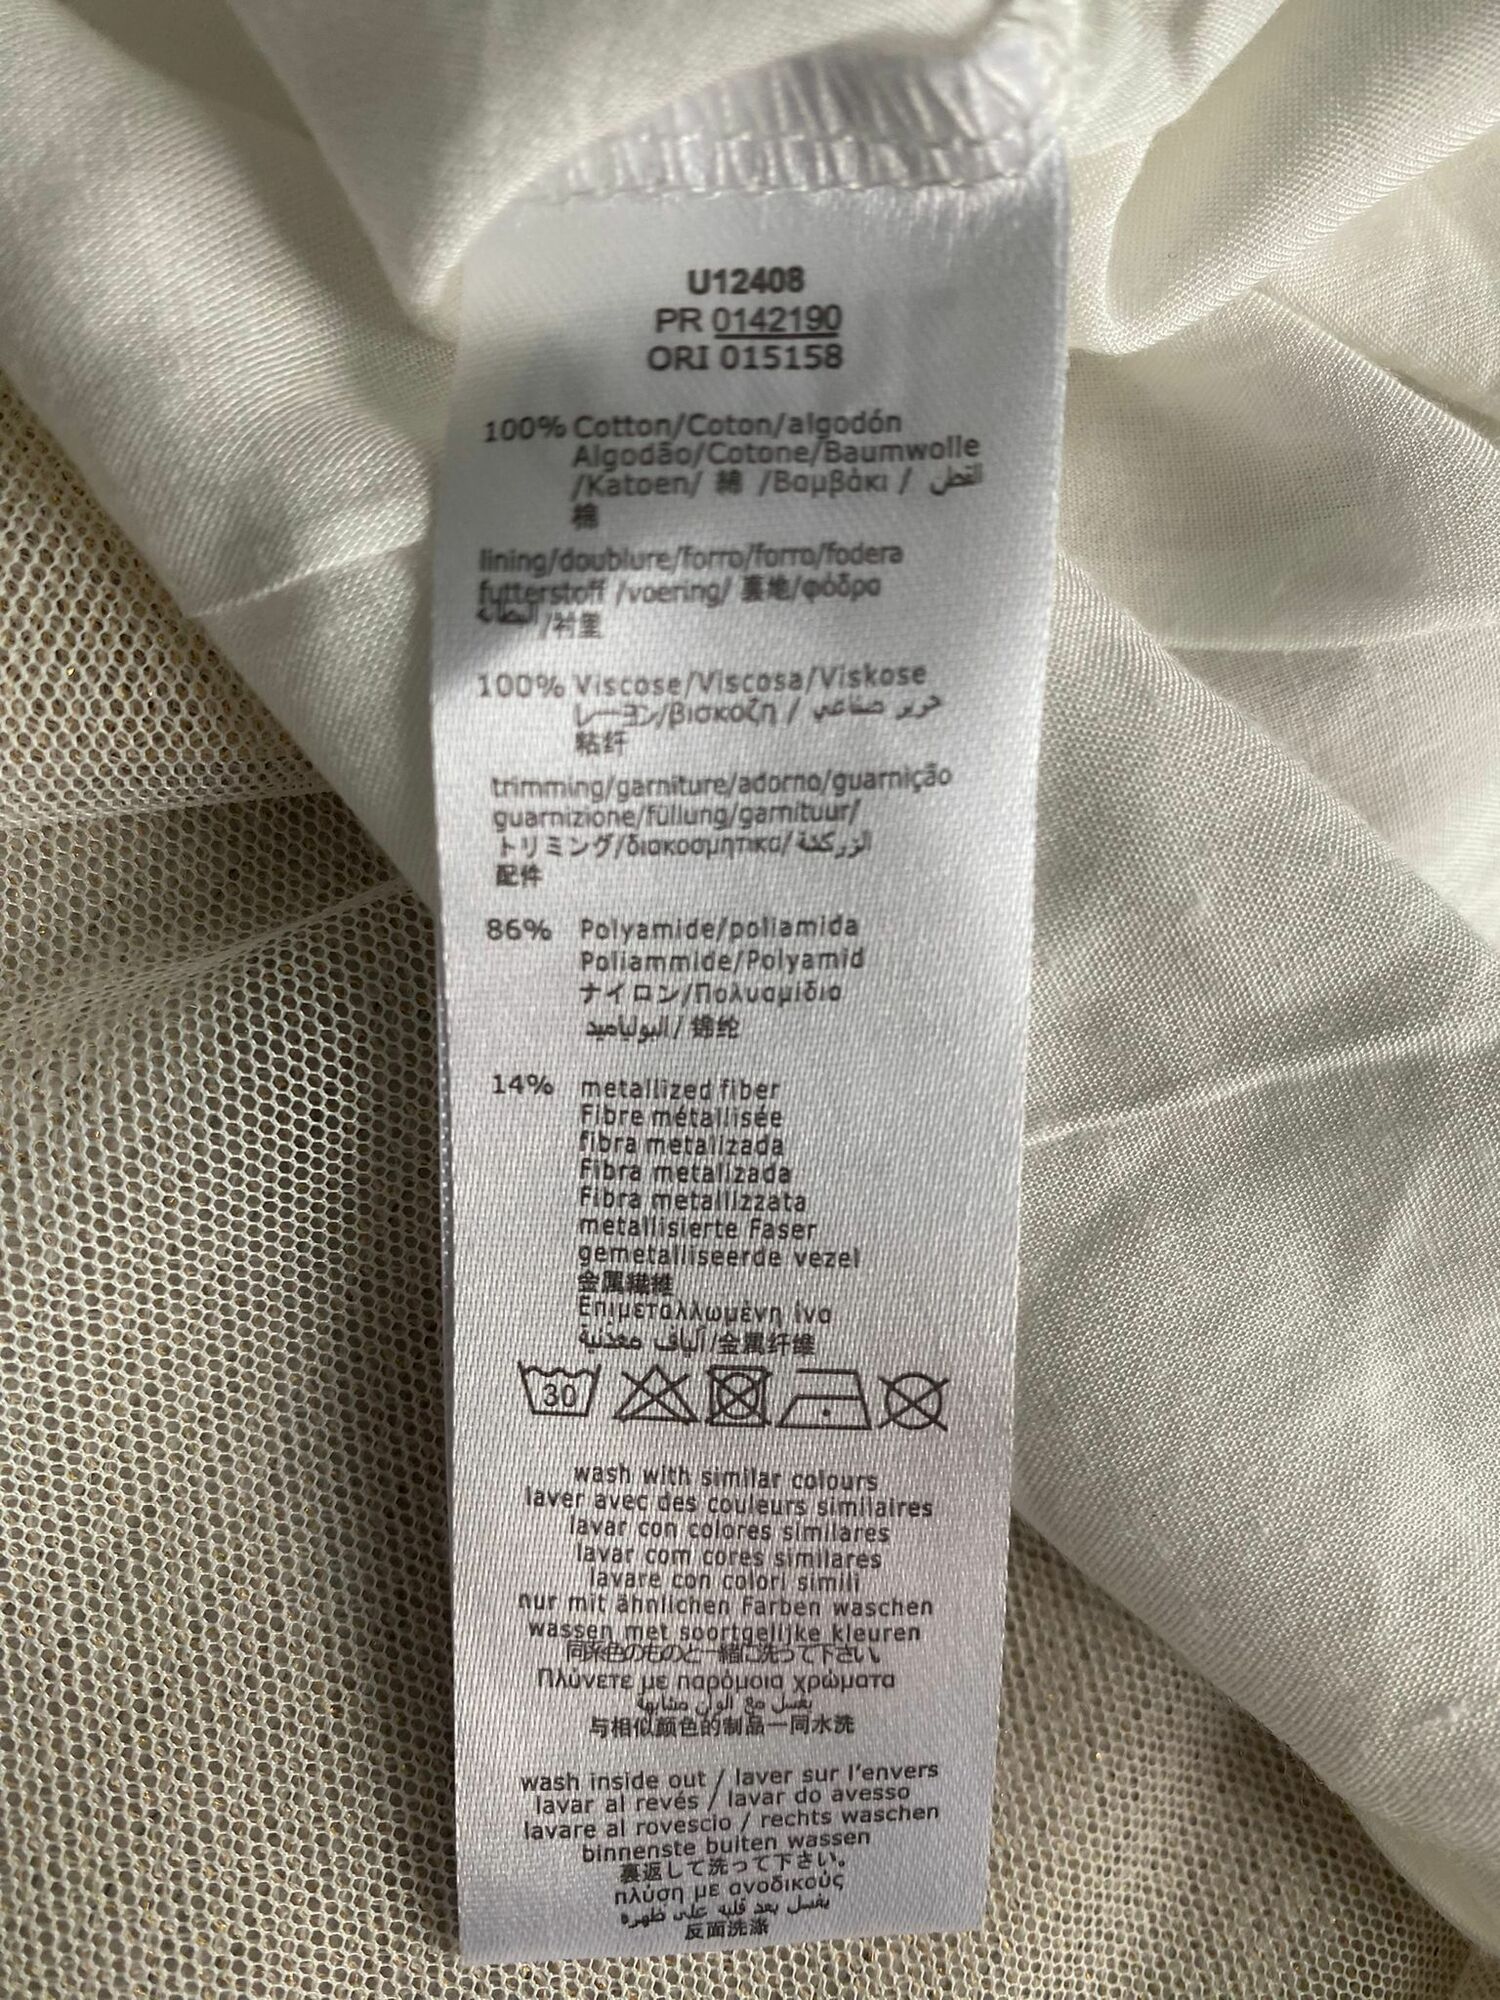 U12408
PR 0142190
ORI 015158
100% Cotton/Coton/algodón
Algodão/Cotone/Baumwolle
/Katoen/ 綿 /Βαμβάκι / القطن
棉
lining/doublure/forro/forro/fodera
futterstoff /voering/ 裏地/φόδρα
البطانة /衬里
100% Viscose/Viscosa/Viskose
レーヨン/βισκοζη / حرير صناعي
粘纤
trimming/garniture/adorno/guarnição
guarnizione/füllung/garnituur/
トリミング/διακοσμητικα/ الزركشة
配件
86% Polyamide/poliamida
Poliammide/Polyamid
ナイロン/Πολυαμίδιο
البولياميد / 锦纶
14% metallized fiber
Fibre métallisée
fibra metalizada
Fibra metalizada
Fibra metallizzata
metallisierte Faser
gemetalliseerde vezel
金属繊維
Επιμεταλλωμένη ίνα
ألياف معدنية/金属纤维
30
wash with similar colours
laver avec des couleurs similaires
lavar con colores similares
lavar com cores similares
lavare con colori simili
nur mit ähnlichen Farben waschen
wassen met soortgelijke kleuren
同系色のものと一緒に洗って下さい。
Πλύνετε με παρόμοια χρώματα
يغسل مع الون مشابهة
与相似颜色的制品一同水洗
wash inside out / laver sur l'envers
lavar al revés / lavar do avesso
lavare al rovescio / rechts waschen
binnenste buiten wassen
裏返して洗って下さい。
πλύση με ανοδικούς
يغسل بعد قلبه على ظهره
反面洗涤